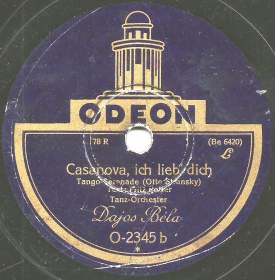 ODEON
78 R
(Be 6420)
L
Casanova, ich lieb' dich
Tango-Serenade (Otto Stransky)
Tanz-Orchester
Dajos Béla
O-2345 b
*